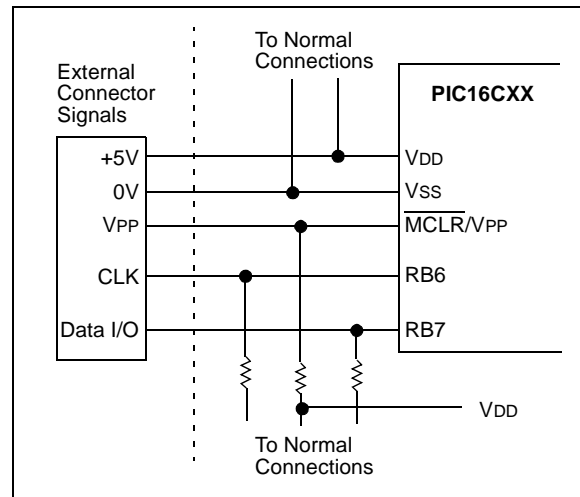 To Normal
Connections
External
Connector
Signals
PIC16CXX
+5V
VDD
0V
VSS
VPP
MCLR/VPP
CLK
RB6
Data I/O
RB7
VDD
To Normal
Connections